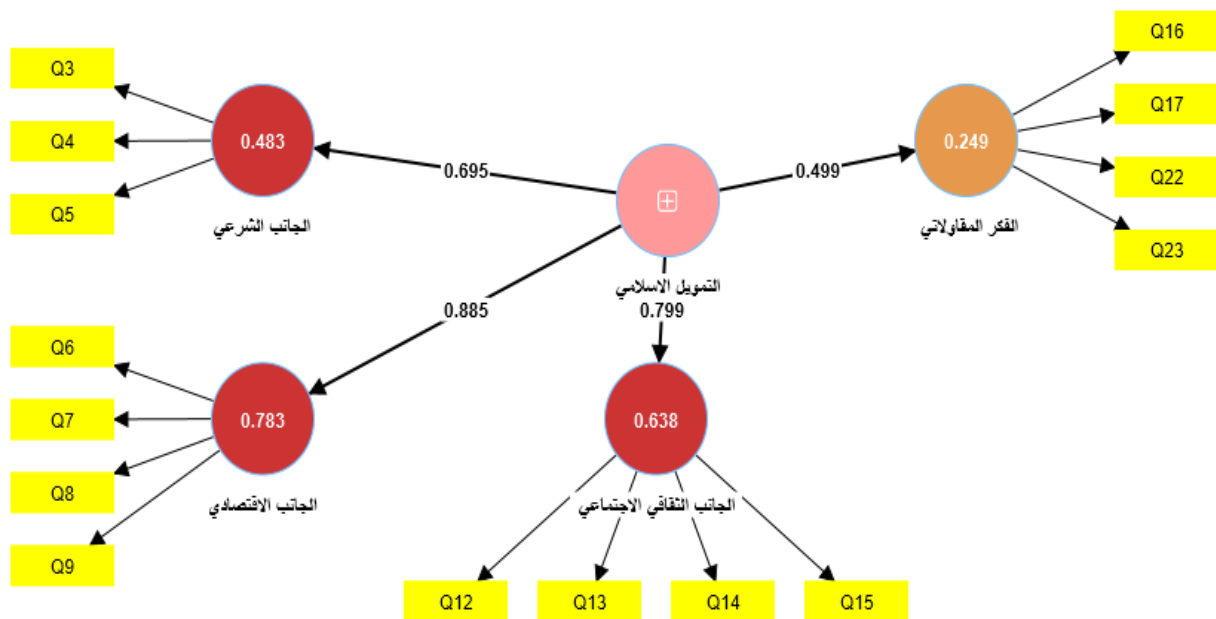 Q16
Q3
Q17
0.483
0.249
Q4
0.695
0.499
Q22
Q5
الجانب الشرعي
الفكر المقاولاتي
Q23
التمويل الاسلامي
0.885
0.799
Q6
Q7
0.783
0.638
Q8
الجانب الاقتصادي
الجانب الثقافي الاجتماعي
Q9
Q12
Q13
Q14
Q15